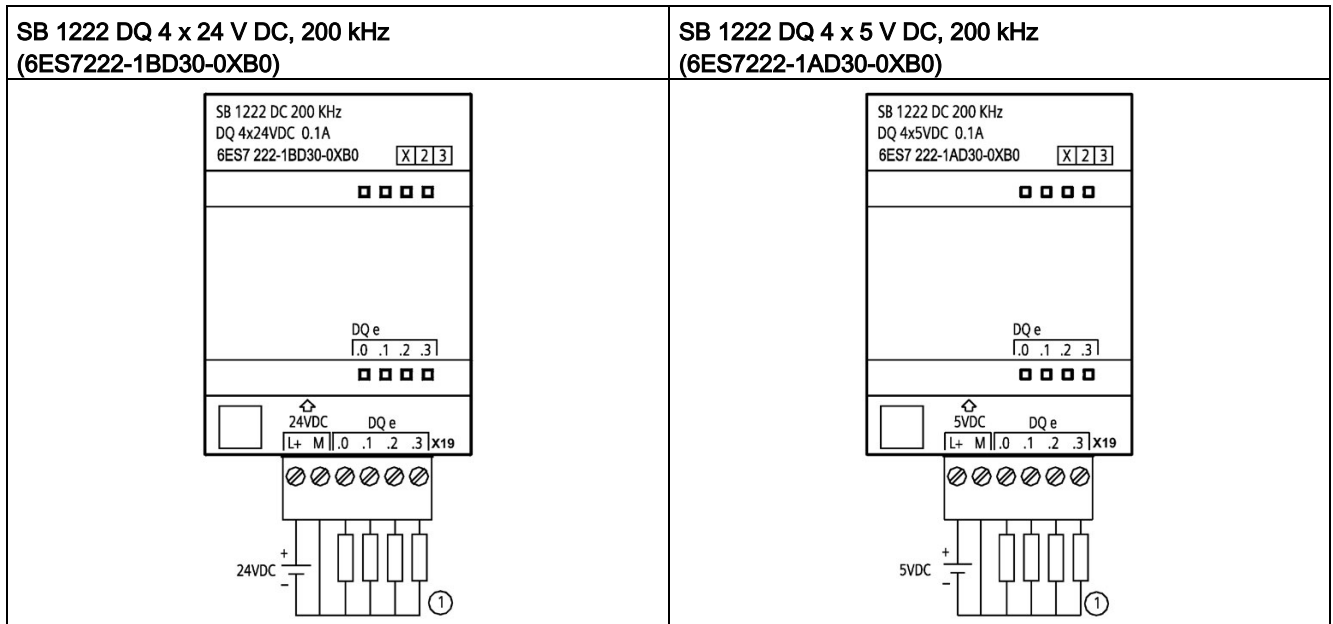 SB 1222 DQ 4 x 24 V DC, 200 kHz
(6ES7222-1BD30-0XB0)
SB 1222 DQ 4 x 5 V DC, 200 kHz
(6ES7222-1AD30-0XB0)
SB 1222 DC 200 KHz
DQ 4x24VDC 0.1A
6ES7 222-1BD30-0XB0 X 2 3
DQ e
.0 .1 .2 .3
24VDC DQ e
L+ M .0 .1 .2 .3 X19
+
24VDC
−
1
SB 1222 DC 200 KHz
DQ 4x5VDC 0.1A
6ES7 222-1AD30-0XB0 X 2 3
DQ e
.0 .1 .2 .3
5VDC DQ e
L+ M .0 .1 .2 .3 X19
+
5VDC
−
1